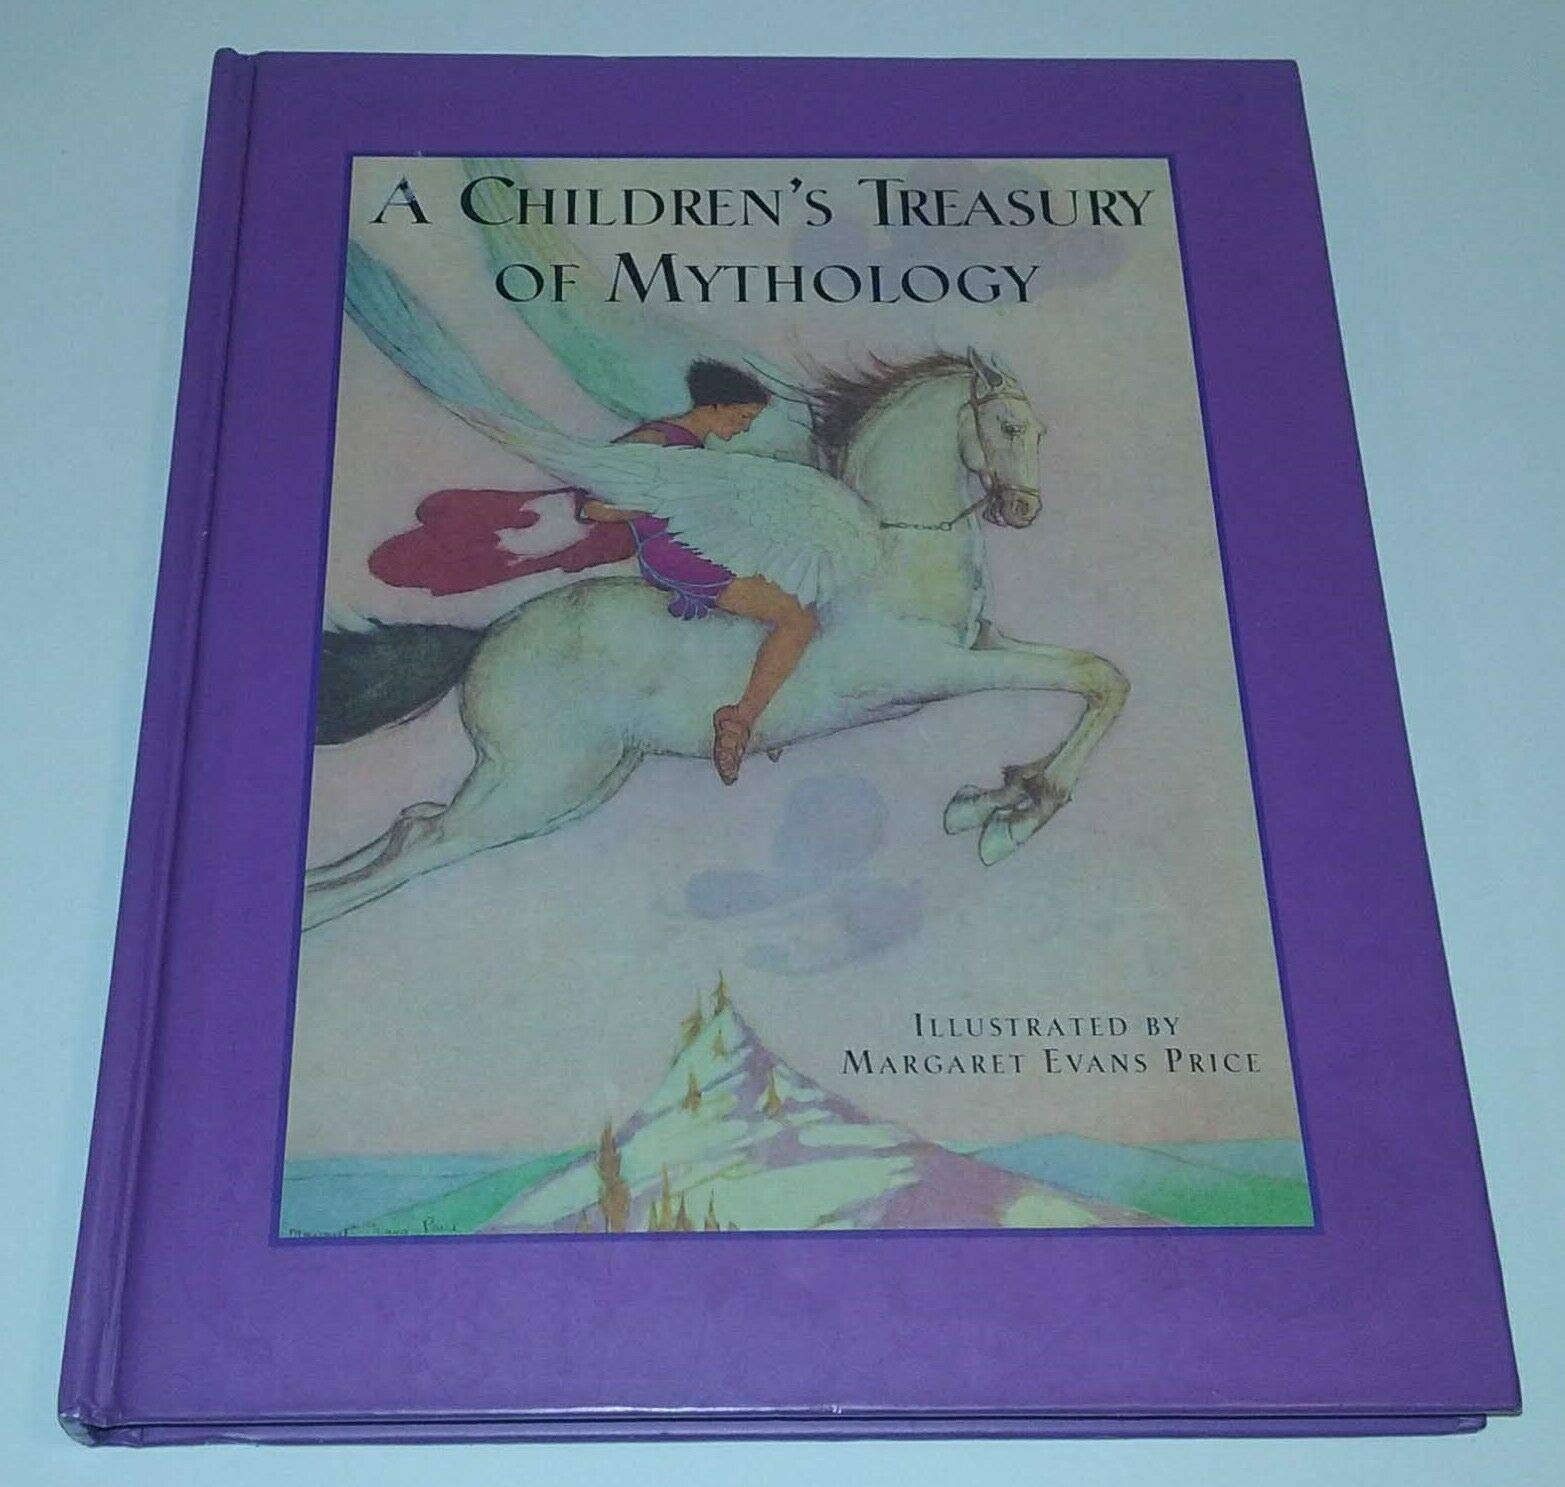 A CHILDREN'S TREASURY
OF MYTHOLOGY
ILLUSTRATED BY
MARGARET EVANS PRICE